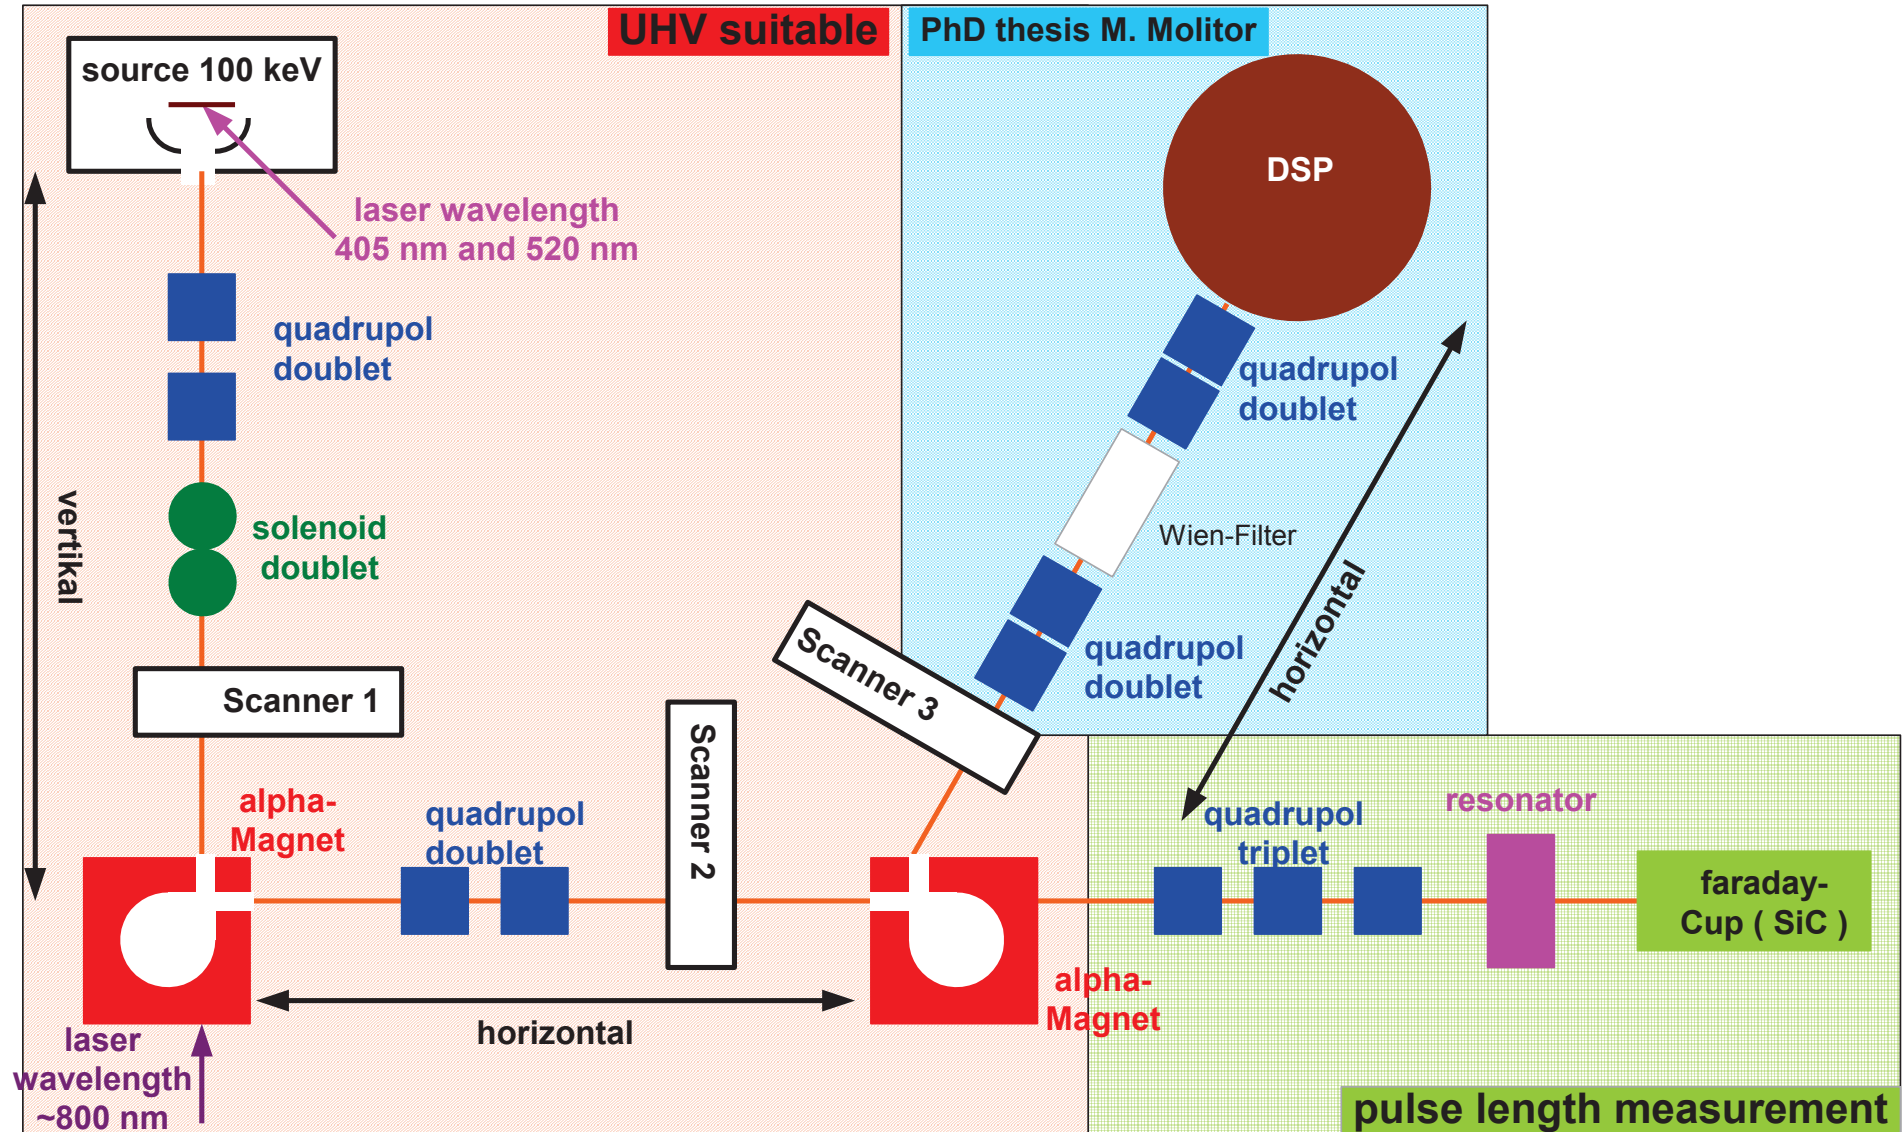 UHV suitable
PhD thesis M. Molitor
source 100 keV
DSP
laser wavelength
405 nm and 520 nm
quadrupol
doublet
quadrupol
doublet
vertikal
solenoid
doublet
Wien-Filter
horizontal
Scanner 3
quadrupol
doublet
Scanner 1
Scanner 2
alpha-
Magnet
quadrupol
doublet
quadrupol
triplet
resonator
faraday-
Cup ( SiC )
alpha-
Magnet
horizontal
laser
wavelength
~800 nm
pulse length measurement